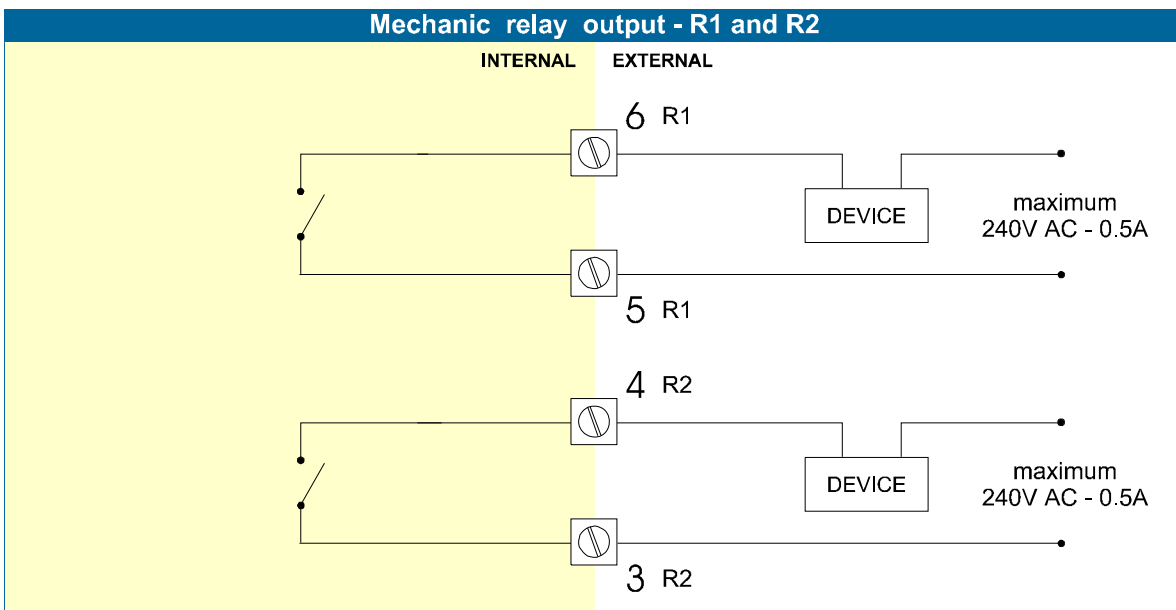 Mechanic relay output - R1 and R2
INTERNAL EXTERNAL
6 R1
DEVICE
maximum
240V AC - 0.5A
5 R1
4 R2
DEVICE
maximum
240V AC - 0.5A
3 R2